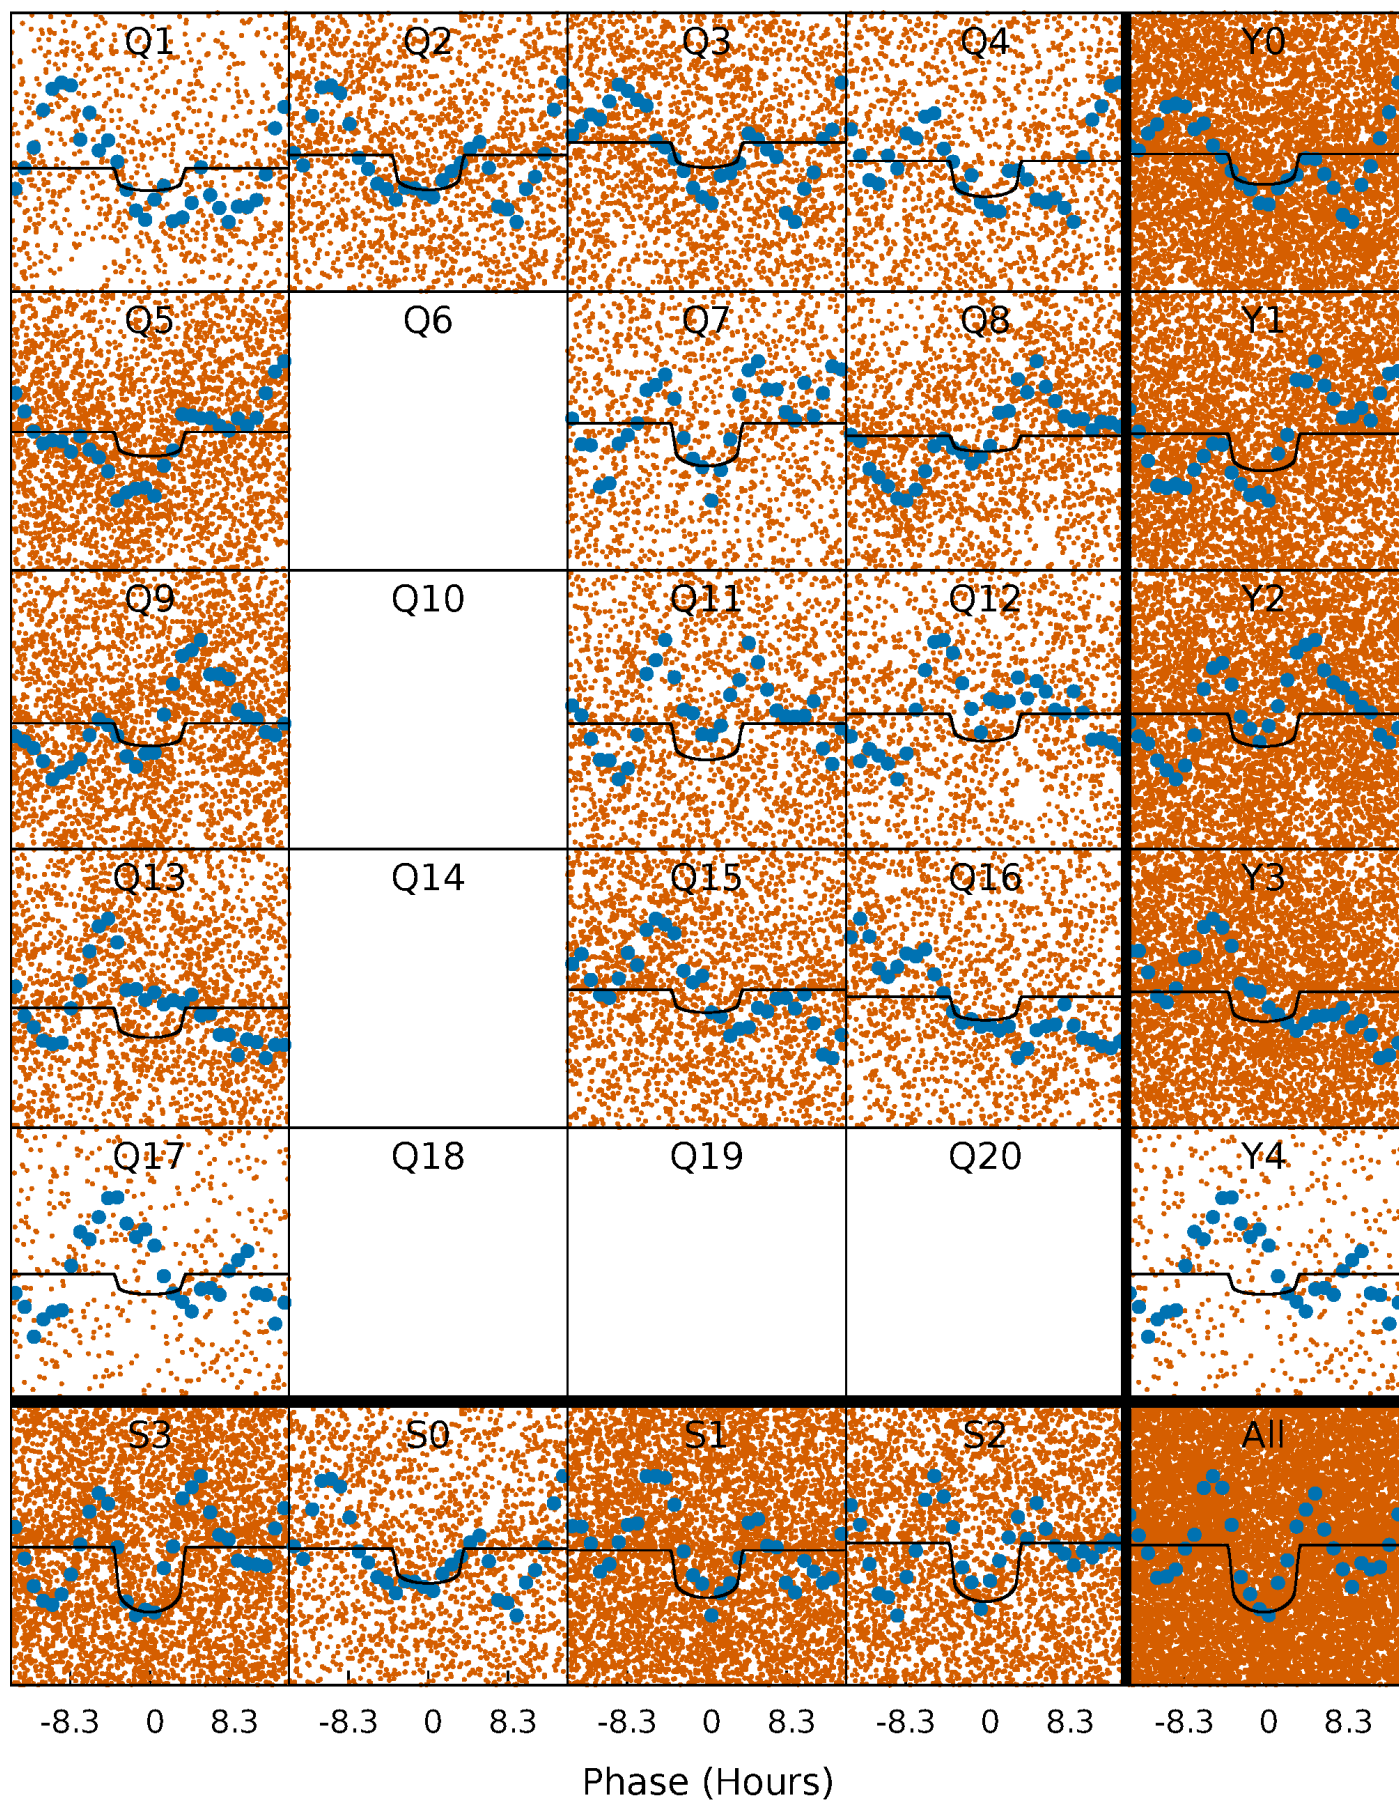 Q1 Q2 Q3 Q4 Y0
Q5 Q6 Q7 Q8 Y1
Q9 Q10 Q11 Q12 Y2
Q13 Q14 Q15 Q16 Y3
Q17 Q18 Q19 Q20 Y4
S3 S0 S1 S2 All
-8.3 0 8.3 -8.3 0 8.3 -8.3 0 8.3 -8.3 0 8.3 -8.3 0 8.3
Phase (Hours)